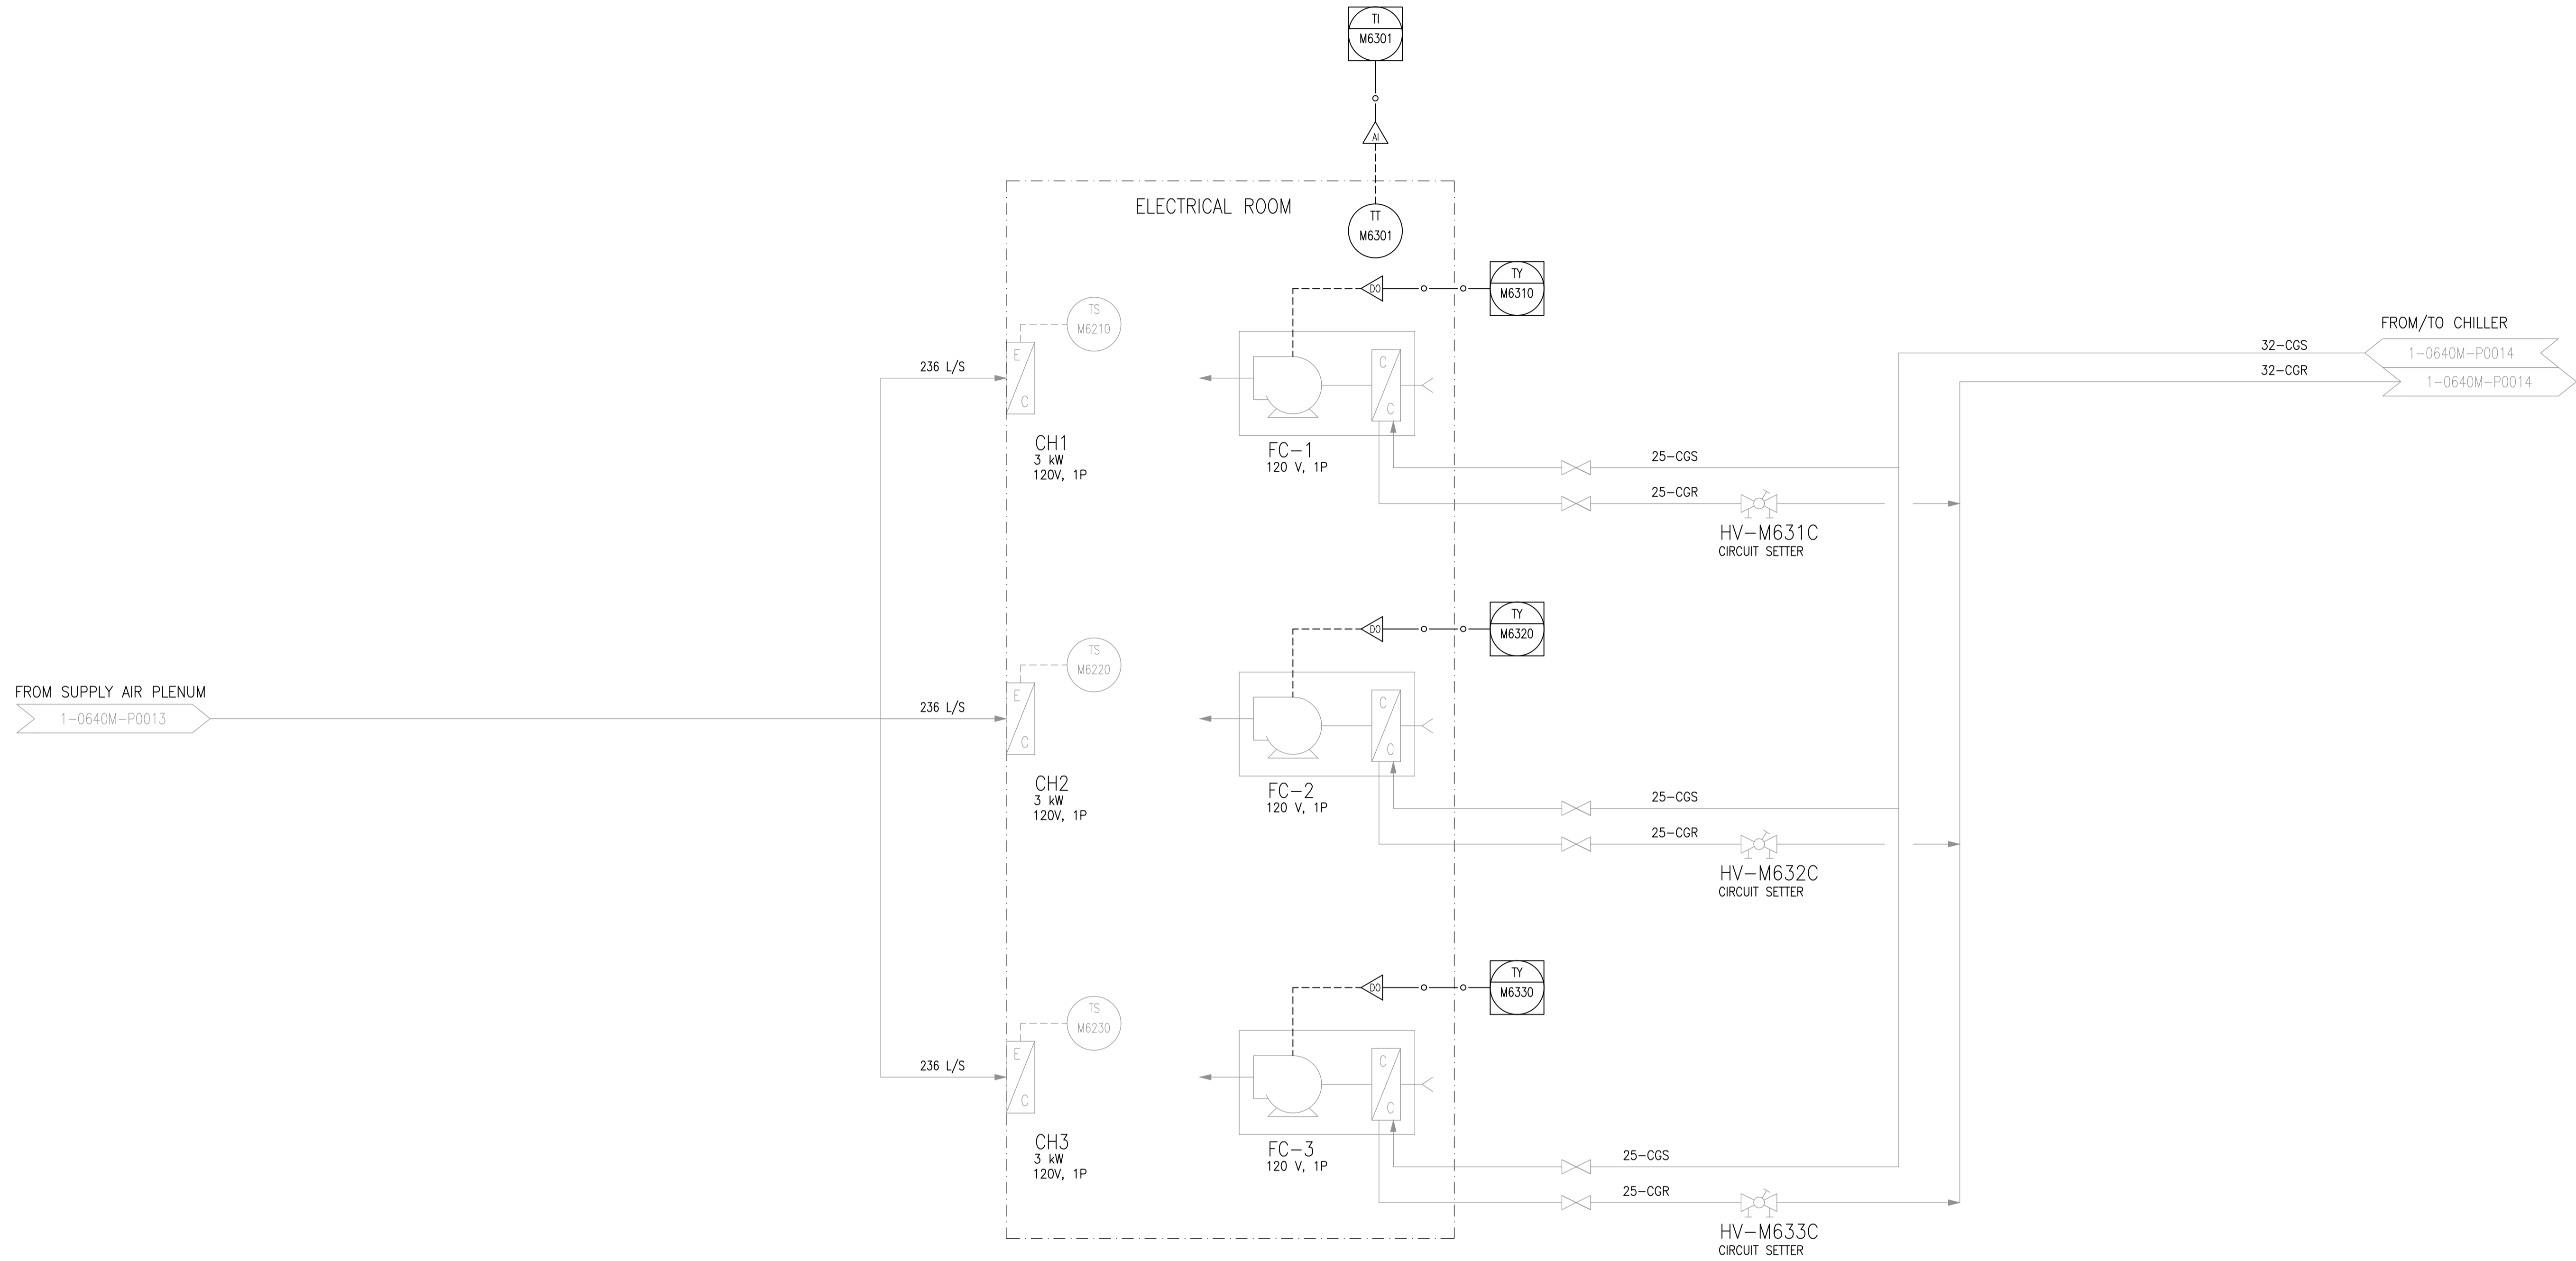 TI
M6301
AI
ELECTRICAL ROOM
TT
M6301
DO
TY
M6310
TS
M6210
E
C
236 L/S
CH1
3 kW
120V, 1P
C
C
FC-1
120 V, 1P
25-CGS
25-CGR
HV-M631C
CIRCUIT SETTER
FROM/TO CHILLER
32-CGS
1-0640M-P0014
32-CGR
1-0640M-P0014
DO
TY
M6320
TS
M6220
FROM SUPPLY AIR PLENUM
1-0640M-P0013
236 L/S
E
C
CH2
3 kW
120V, 1P
C
C
FC-2
120 V, 1P
25-CGS
25-CGR
HV-M632C
CIRCUIT SETTER
DO
TY
M6330
TS
M6230
236 L/S
E
C
CH3
3 kW
120V, 1P
C
C
FC-3
120 V, 1P
25-CGS
25-CGR
HV-M633C
CIRCUIT SETTER